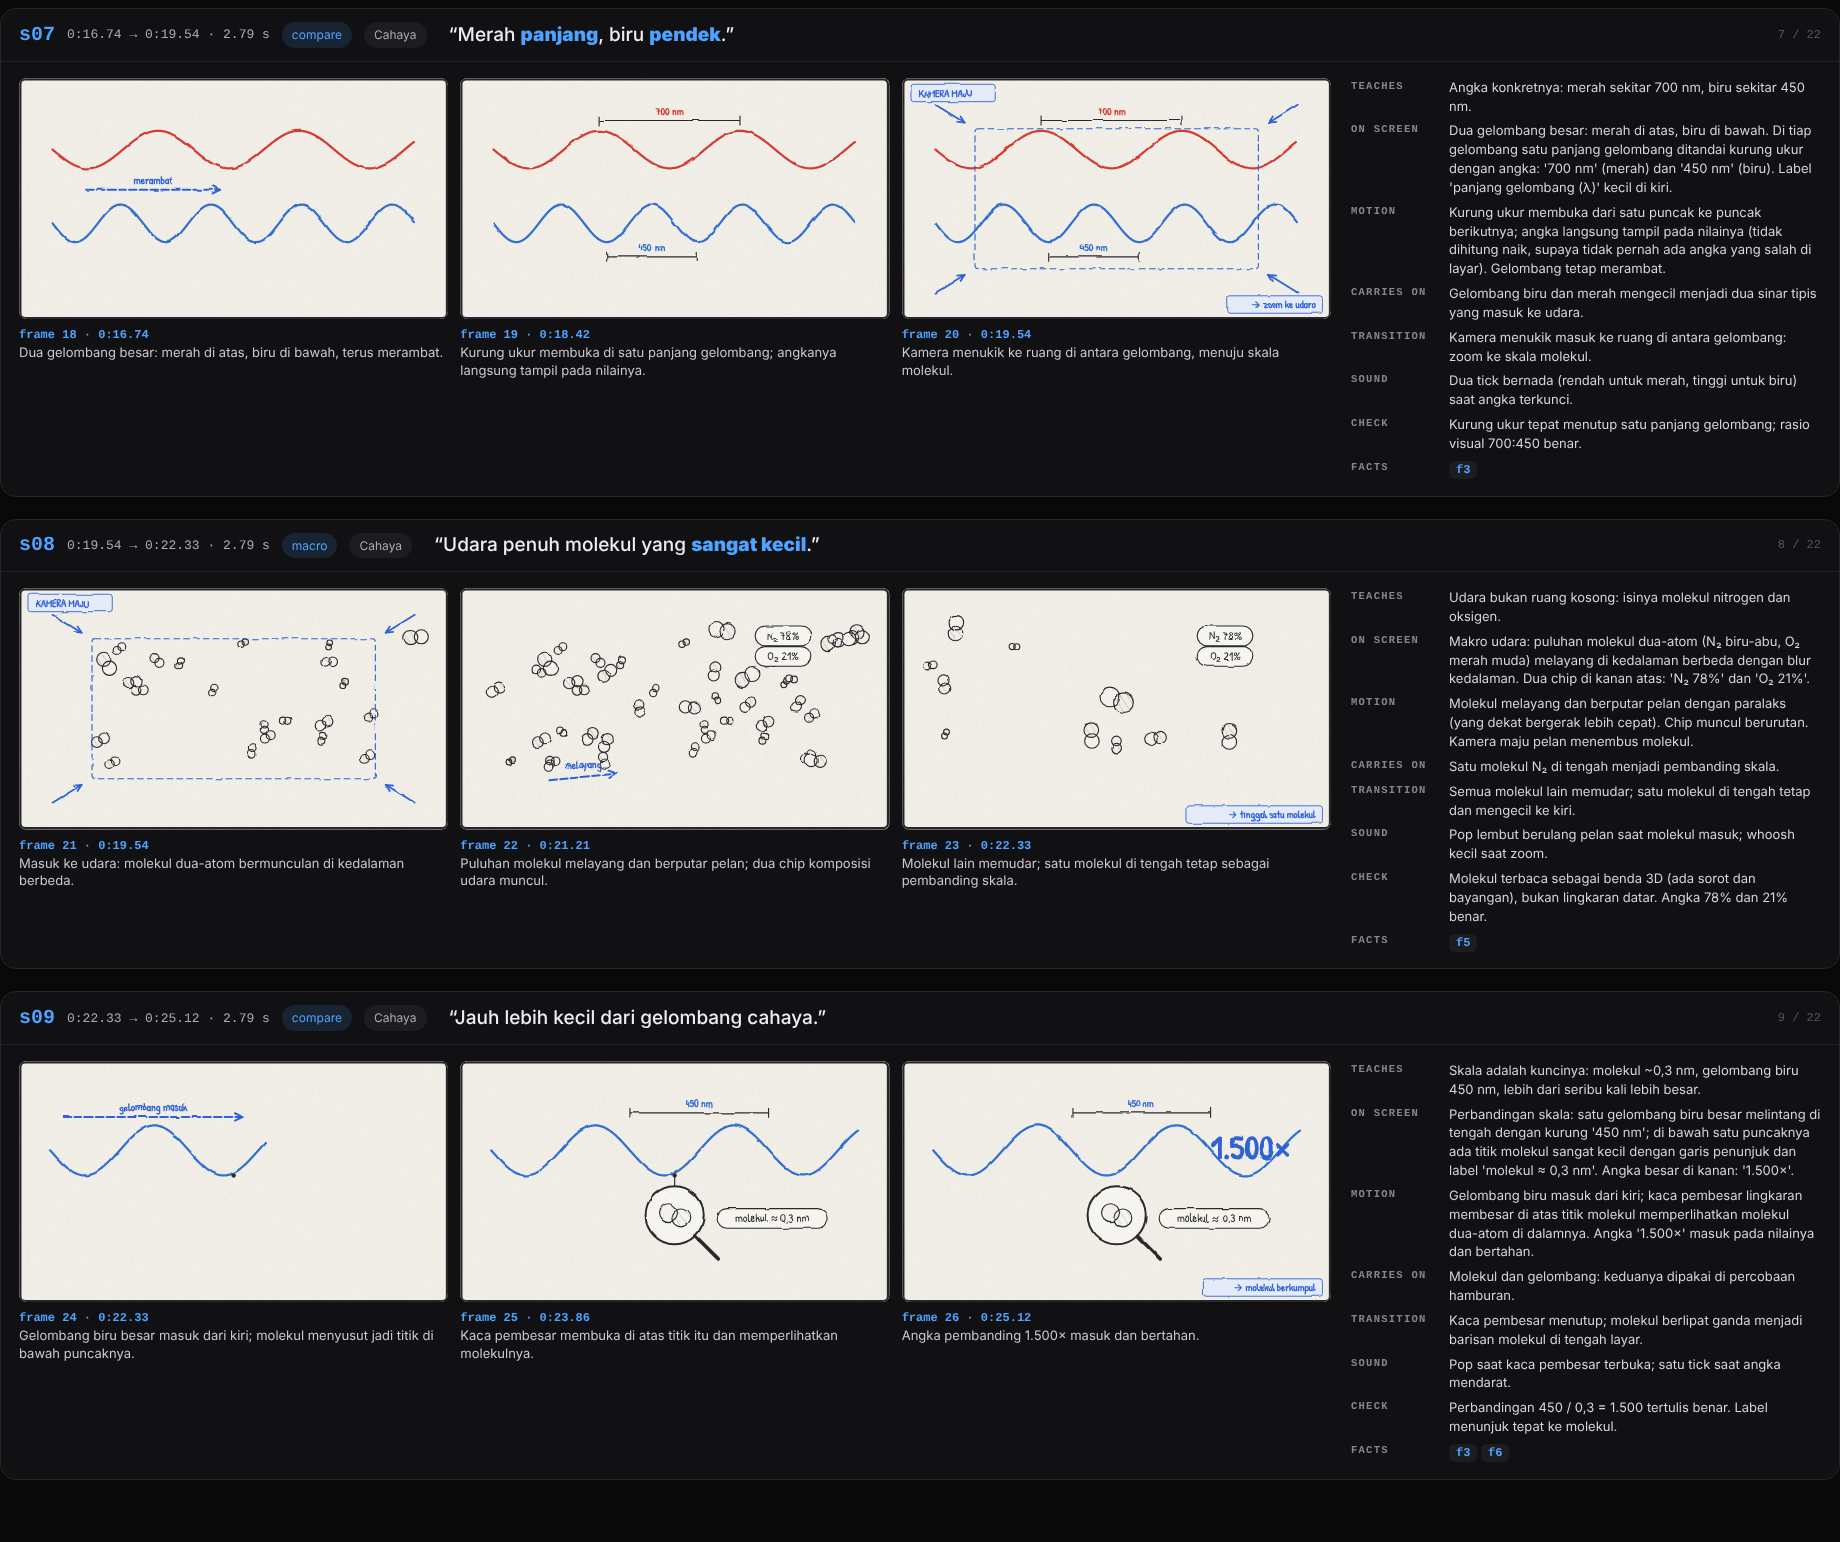 s07 0:16.74 → 0:19.54 · 2.79 s compare Cahaya “Merah panjang, biru pendek.” 7 / 22
merambat
700 nm
450 nm
KAMERA MAJU
700 nm
450 nm
→ zoom ke udara
frame 18 · 0:16.74
Dua gelombang besar: merah di atas, biru di bawah, terus merambat.
frame 19 · 0:18.42
Kurung ukur membuka di satu panjang gelombang; angkanya
langsung tampil pada nilainya.
frame 20 · 0:19.54
Kamera menukik ke ruang di antara gelombang, menuju skala
molekul.
TEACHES Angka konkretnya: merah sekitar 700 nm, biru sekitar 450
nm.
ON SCREEN Dua gelombang besar: merah di atas, biru di bawah. Di tiap
gelombang satu panjang gelombang ditandai kurung ukur
dengan angka: '700 nm' (merah) dan '450 nm' (biru). Label
'panjang gelombang (λ)' kecil di kiri.
MOTION Kurung ukur membuka dari satu puncak ke puncak
berikutnya; angka langsung tampil pada nilainya (tidak
dihitung naik, supaya tidak pernah ada angka yang salah di
layar). Gelombang tetap merambat.
CARRIES ON Gelombang biru dan merah mengecil menjadi dua sinar tipis
yang masuk ke udara.
TRANSITION Kamera menukik masuk ke ruang di antara gelombang:
zoom ke skala molekul.
SOUND Dua tick bernada (rendah untuk merah, tinggi untuk biru)
saat angka terkunci.
CHECK Kurung ukur tepat menutup satu panjang gelombang; rasio
visual 700:450 benar.
FACTS f3
s08 0:19.54 → 0:22.33 · 2.79 s macro Cahaya “Udara penuh molekul yang sangat kecil.” 8 / 22
KAMERA MAJU
N₂ 78%
O₂ 21%
melayang
N₂ 78%
O₂ 21%
→ tinggal satu molekul
frame 21 · 0:19.54
Masuk ke udara: molekul dua-atom bermunculan di kedalaman
berbeda.
frame 22 · 0:21.21
Puluhan molekul melayang dan berputar pelan; dua chip komposisi
udara muncul.
frame 23 · 0:22.33
Molekul lain memudar; satu molekul di tengah tetap sebagai
pembanding skala.
TEACHES Udara bukan ruang kosong: isinya molekul nitrogen dan
oksigen.
ON SCREEN Makro udara: puluhan molekul dua-atom (N₂ biru-abu, O₂
merah muda) melayang di kedalaman berbeda dengan blur
kedalaman. Dua chip di kanan atas: 'N₂ 78%' dan 'O₂ 21%'.
MOTION Molekul melayang dan berputar pelan dengan paralaks
(yang dekat bergerak lebih cepat). Chip muncul berurutan.
Kamera maju pelan menembus molekul.
CARRIES ON Satu molekul N₂ di tengah menjadi pembanding skala.
TRANSITION Semua molekul lain memudar; satu molekul di tengah tetap
dan mengecil ke kiri.
SOUND Pop lembut berulang pelan saat molekul masuk; whoosh
kecil saat zoom.
CHECK Molekul terbaca sebagai benda 3D (ada sorot dan
bayangan), bukan lingkaran datar. Angka 78% dan 21%
benar.
FACTS f5
s09 0:22.33 → 0:25.12 · 2.79 s compare Cahaya “Jauh lebih kecil dari gelombang cahaya.” 9 / 22
gelombang masuk
450 nm
molekul ≈ 0,3 nm
450 nm
1.500×
molekul ≈ 0,3 nm
→ molekul berkumpul
frame 24 · 0:22.33
Gelombang biru besar masuk dari kiri; molekul menyusut jadi titik di
bawah puncaknya.
frame 25 · 0:23.86
Kaca pembesar membuka di atas titik itu dan memperlihatkan
molekulnya.
frame 26 · 0:25.12
Angka pembanding 1.500× masuk dan bertahan.
TEACHES Skala adalah kuncinya: molekul ~0,3 nm, gelombang biru
450 nm, lebih dari seribu kali lebih besar.
ON SCREEN Perbandingan skala: satu gelombang biru besar melintang di
tengah dengan kurung '450 nm'; di bawah satu puncaknya
ada titik molekul sangat kecil dengan garis penunjuk dan
label 'molekul ≈ 0,3 nm'. Angka besar di kanan: '1.500×'.
MOTION Gelombang biru masuk dari kiri; kaca pembesar lingkaran
membesar di atas titik molekul memperlihatkan molekul
dua-atom di dalamnya. Angka '1.500×' masuk pada nilainya
dan bertahan.
CARRIES ON Molekul dan gelombang: keduanya dipakai di percobaan
hamburan.
TRANSITION Kaca pembesar menutup; molekul berlipat ganda menjadi
barisan molekul di tengah layar.
SOUND Pop saat kaca pembesar terbuka; satu tick saat angka
mendarat.
CHECK Perbandingan 450 / 0,3 = 1.500 tertulis benar. Label
menunjuk tepat ke molekul.
FACTS f3 f6